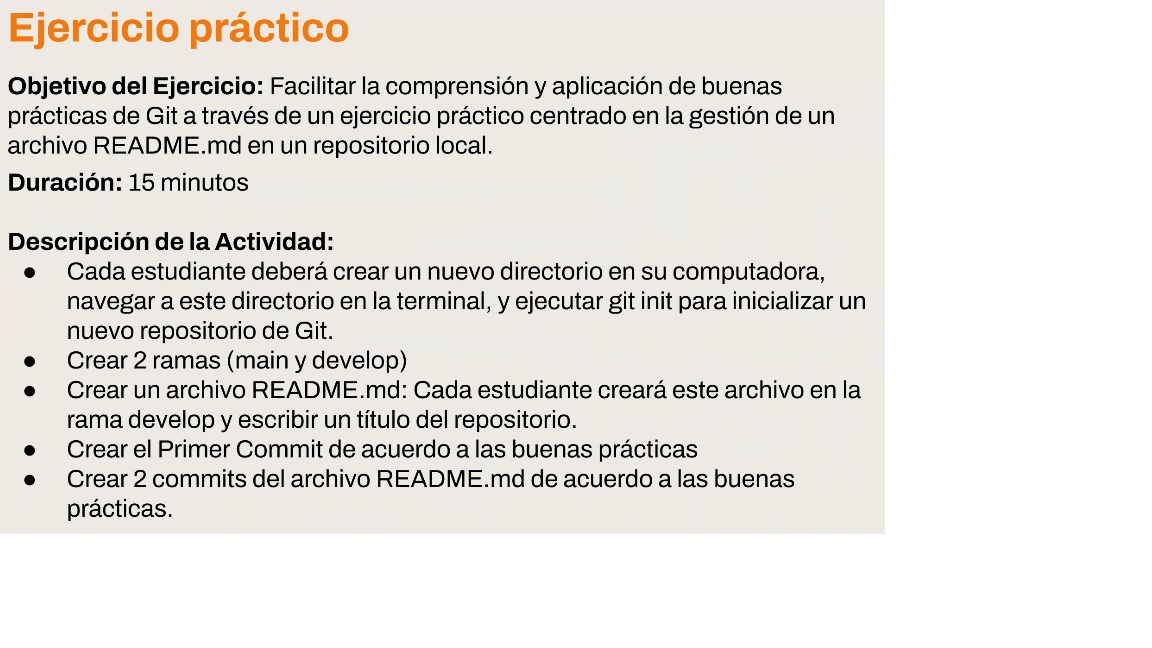 Ejercicio práctico
Objetivo del Ejercicio: Facilitar la comprensión y aplicación de buenas
prácticas de Git a través de un ejercicio práctico centrado en la gestión de un
archivo README.md en un repositorio local.
Duración: 15 minutos
Descripción de la Actividad:
● Cada estudiante deberá crear un nuevo directorio en su computadora,
navegar a este directorio en la terminal, y ejecutar git init para inicializar un
nuevo repositorio de Git.
● Crear 2 ramas (main y develop)
● Crear un archivo README.md: Cada estudiante creará este archivo en la
rama develop y escribir un título del repositorio.
● Crear el Primer Commit de acuerdo a las buenas prácticas
● Crear 2 commits del archivo README.md de acuerdo a las buenas
prácticas.